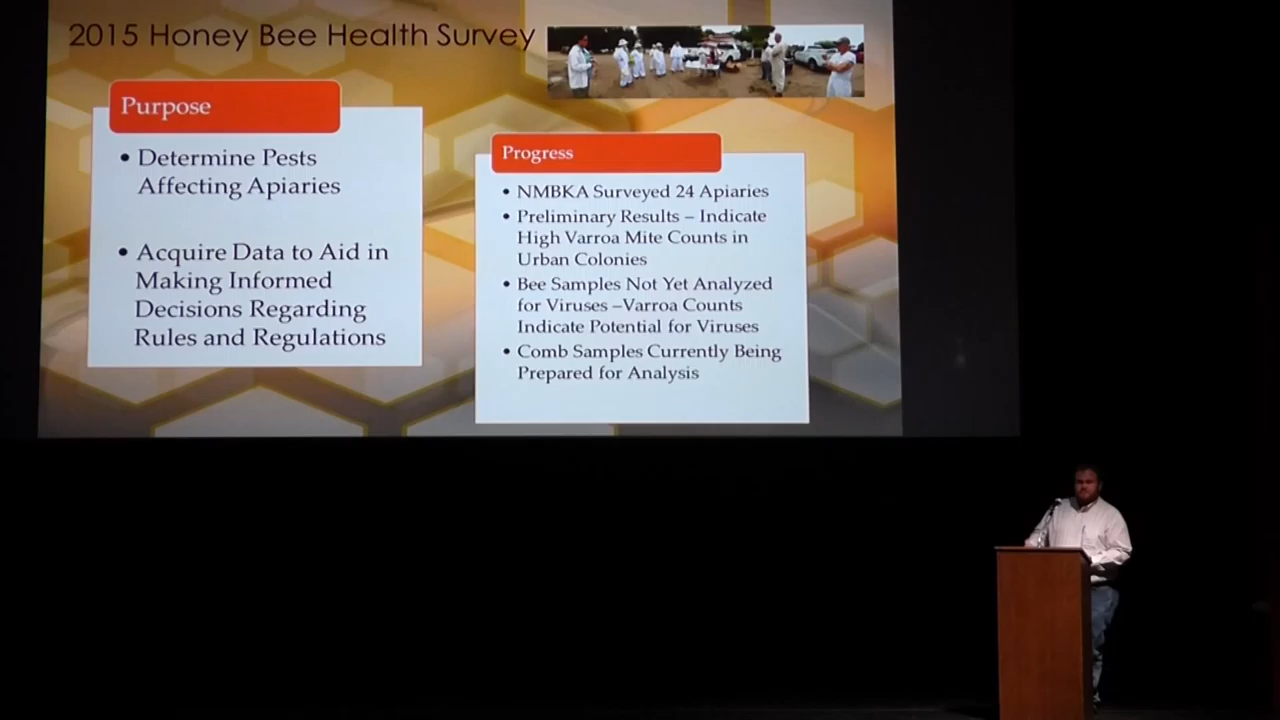 2015 Honey Bee Health Survey
Purpose
• Determine Pests
Affecting Apiaries
• Acquire Data to Aid in
Making Informed
Decisions Regarding
Rules and Regulations
Progress
• NMBKA Surveyed 24 Apiaries
• Preliminary Results – Indicate
High Varroa Mite Counts in
Urban Colonies
• Bee Samples Not Yet Analyzed
for Viruses –Varroa Counts
Indicate Potential for Viruses
• Comb Samples Currently Being
Prepared for Analysis